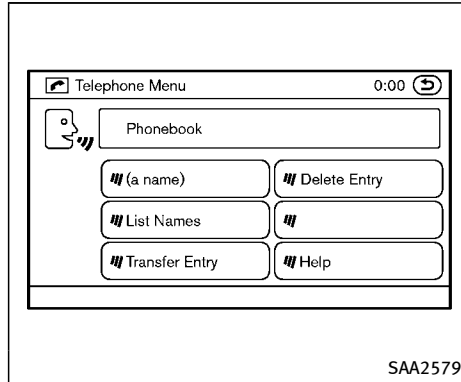 Telephone Menu 0:00
Phonebook
(a name) Delete Entry
List Names
Transfer Entry Help
SAA2579